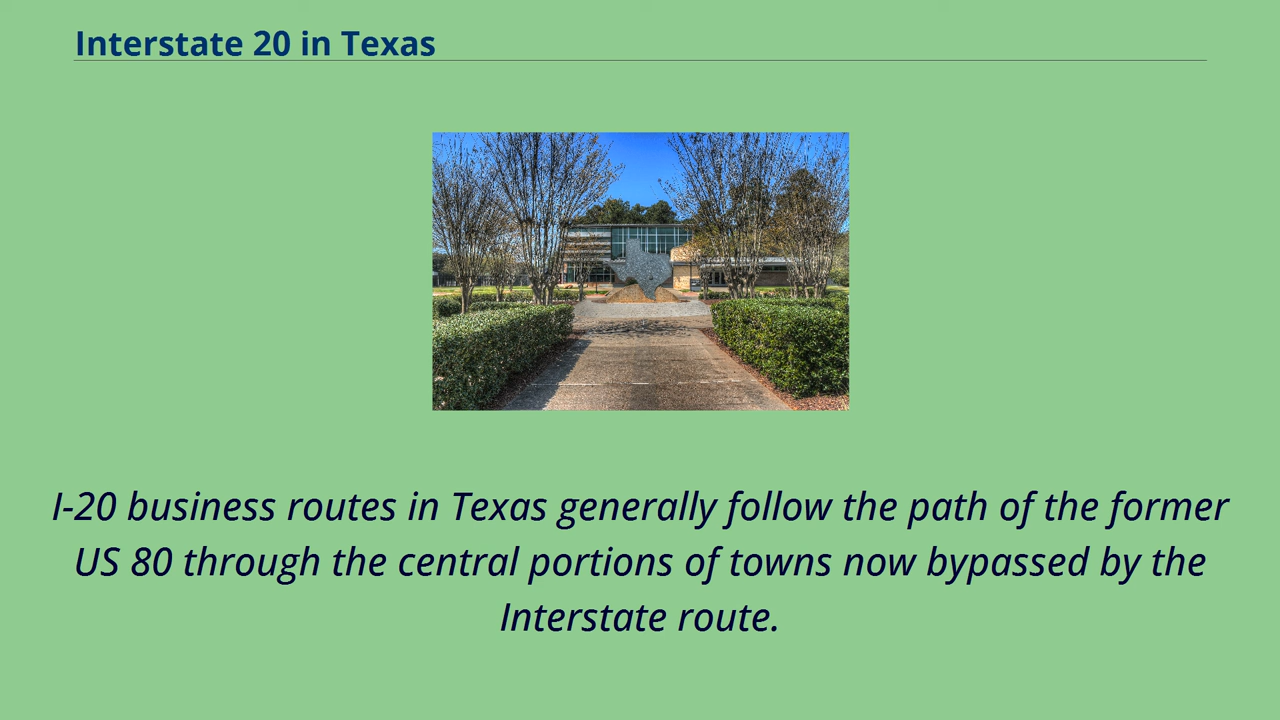 Interstate 20 in Texas
I-20 business routes in Texas generally follow the path of the former
US 80 through the central portions of towns now bypassed by the
Interstate route.